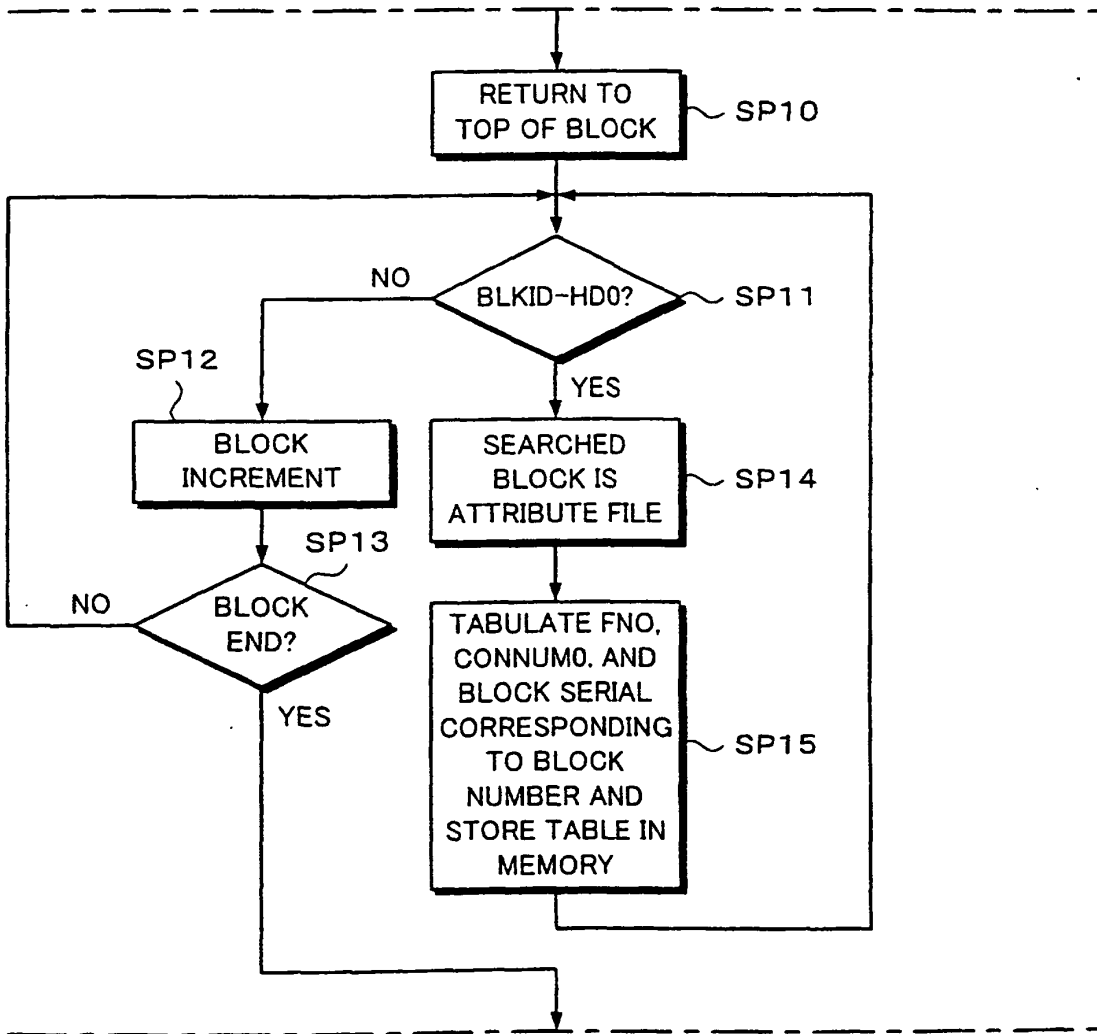 RETURN TO
TOP OF BLOCK
SP10
NO
BLKID-HD0?
SP11
SP12
YES
BLOCK
INCREMENT
SEARCHED
BLOCK IS
ATTRIBUTE FILE
SP14
SP13
NO
BLOCK
END?
YES
TABULATE FNO,
CONNUM0. AND
BLOCK SERIAL
CORRESPONDING
TO BLOCK
NUMBER AND
STORE TABLE IN
MEMORY
SP15